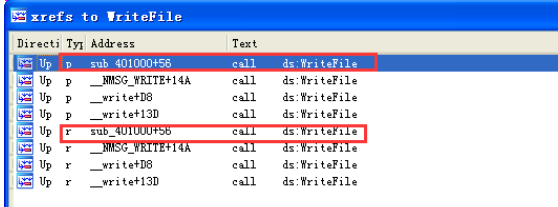 xrefs to WriteFile
Directi Typ Address Text
Up p sub_401000+56 call ds:WriteFile
Up p __NMSG_WRITE+14A call ds:WriteFile
Up p __write+D8 call ds:WriteFile
Up p __write+13D call ds:WriteFile
Up r sub_401000+56 call ds:WriteFile
Up r __NMSG_WRITE+14A call ds:WriteFile
Up r __write+D8 call ds:WriteFile
Up r __write+13D call ds:WriteFile